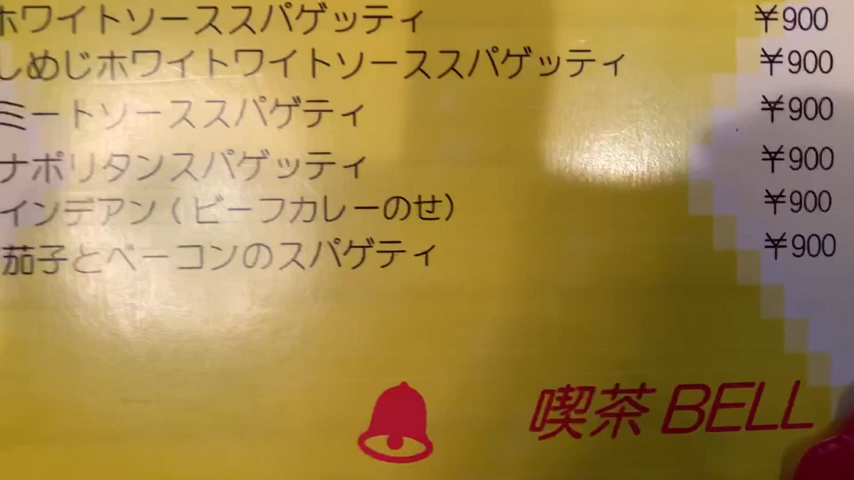 ホワイトソーススパゲッティ ¥900
しめじホワイトワイトソーススパゲッティ ¥900
ミートソーススパゲティ ¥900
ナポリタンスパゲッティ ¥900
インデアン(ビーフカレーのせ) ¥900
茄子とベーコンのスパゲティ ¥900
喫茶 BELL